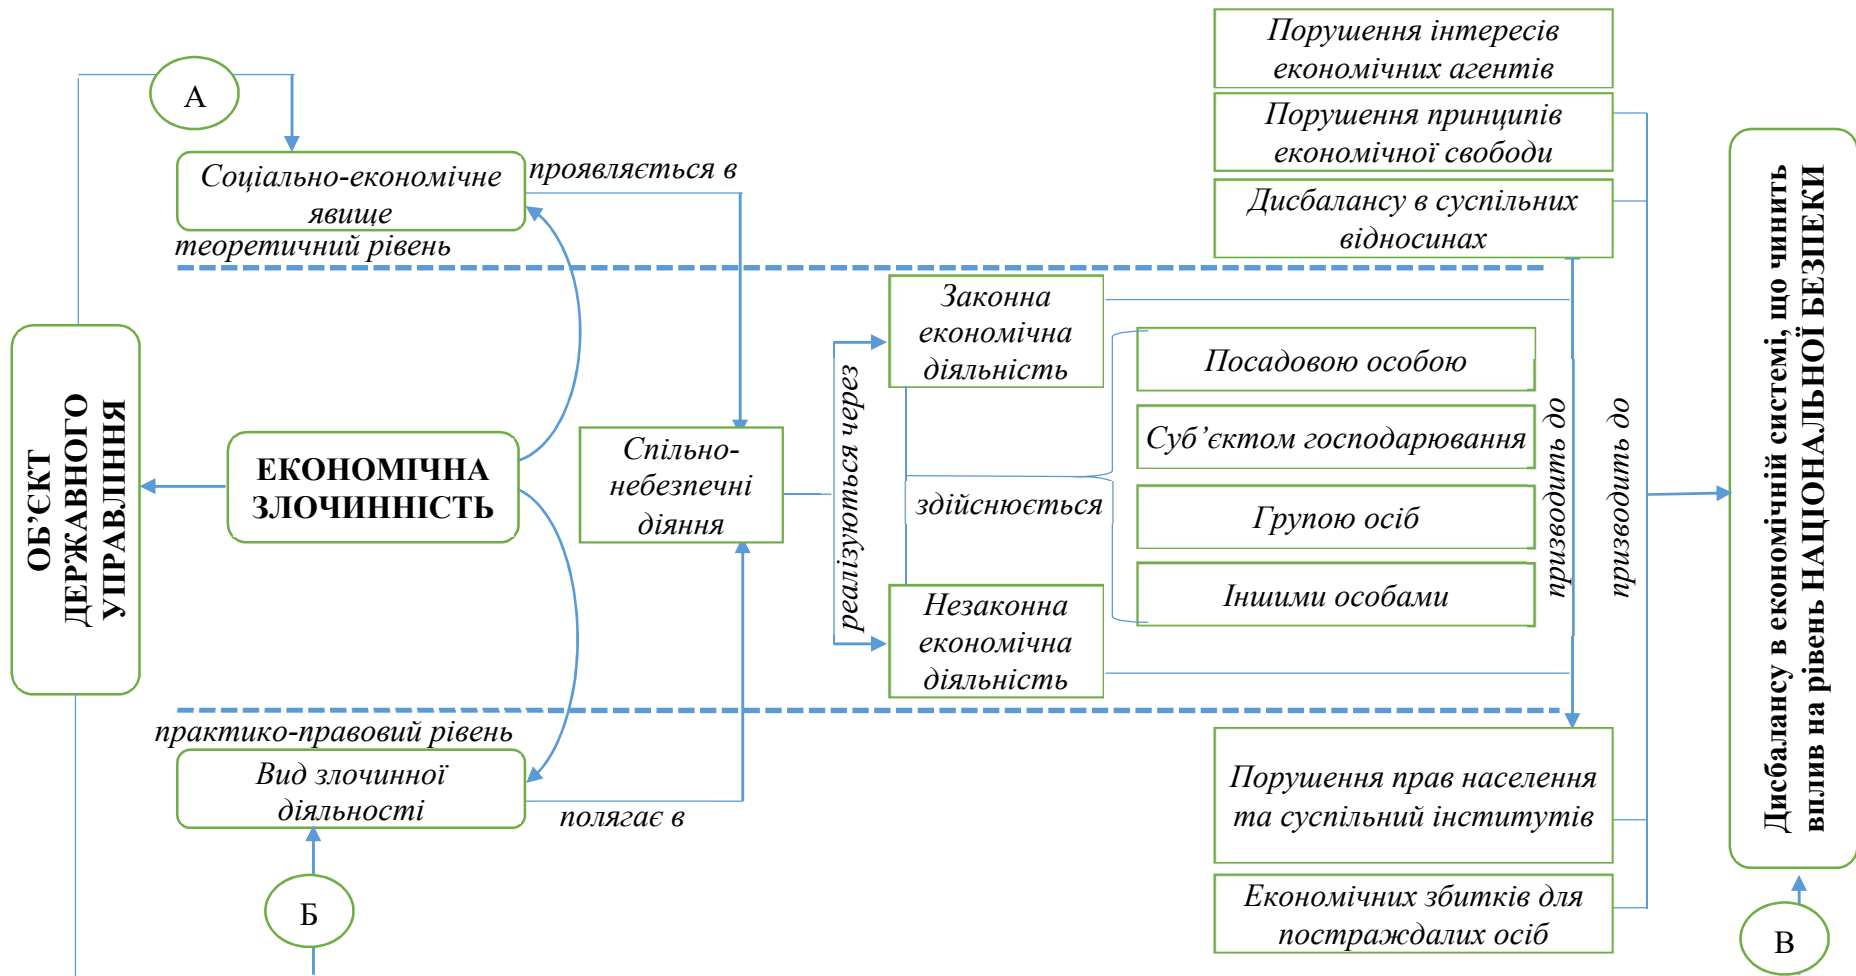 А
Соціально-економічне
явище
теоретичний рівень
проявляється в
ОБ’ЄКТ
ДЕРЖАВНОГО
УПРАВЛІННЯ
ЕКОНОМІЧНА
ЗЛОЧИННІСТЬ
Спільно-
небезпечні
діяння
практико-правовий рівень
Вид злочинної
діяльності
полягає в
Б
реалізуються через
Законна
економічна
діяльність
здійснюється
Незаконна
економічна
діяльність
Посадовою особою
Суб’єктом господарювання
Групою осіб
Іншими особами
призводить до
призводить до
Порушення інтересів
економічних агентів
Порушення принципів
економічної свободи
Дисбалансу в суспільних
відносинах
Порушення прав населення
та суспільний інститутів
Економічних збитків для
постраждалих осіб
Дисбалансу в економічній системі, що чинить
вплив на рівень НАЦІОНАЛЬНОЇ БЕЗПЕКИ
В